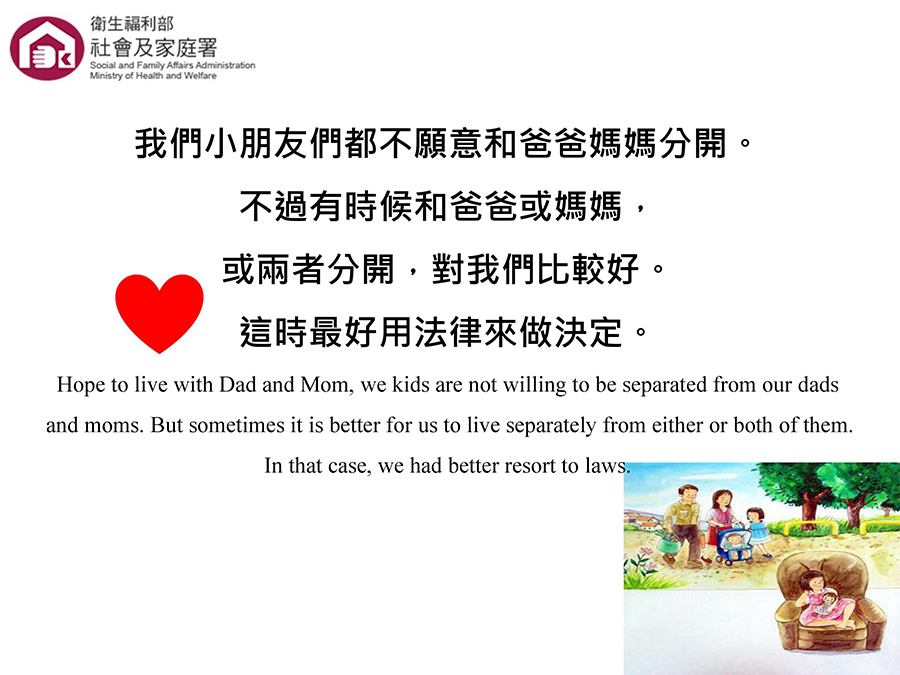 衛生福利部
社會及家庭署
Social and Family Affairs Administration
Ministry of Health and Welfare
我們小朋友們都不願意和爸爸媽媽分開。
不過有時候和爸爸或媽媽，
或兩者分開，對我們比較好。
這時最好用法律來做決定。
Hope to live with Dad and Mom, we kids are not willing to be separated from our dads
and moms. But sometimes it is better for us to live separately from either or both of them.
In that case, we had better resort to laws.